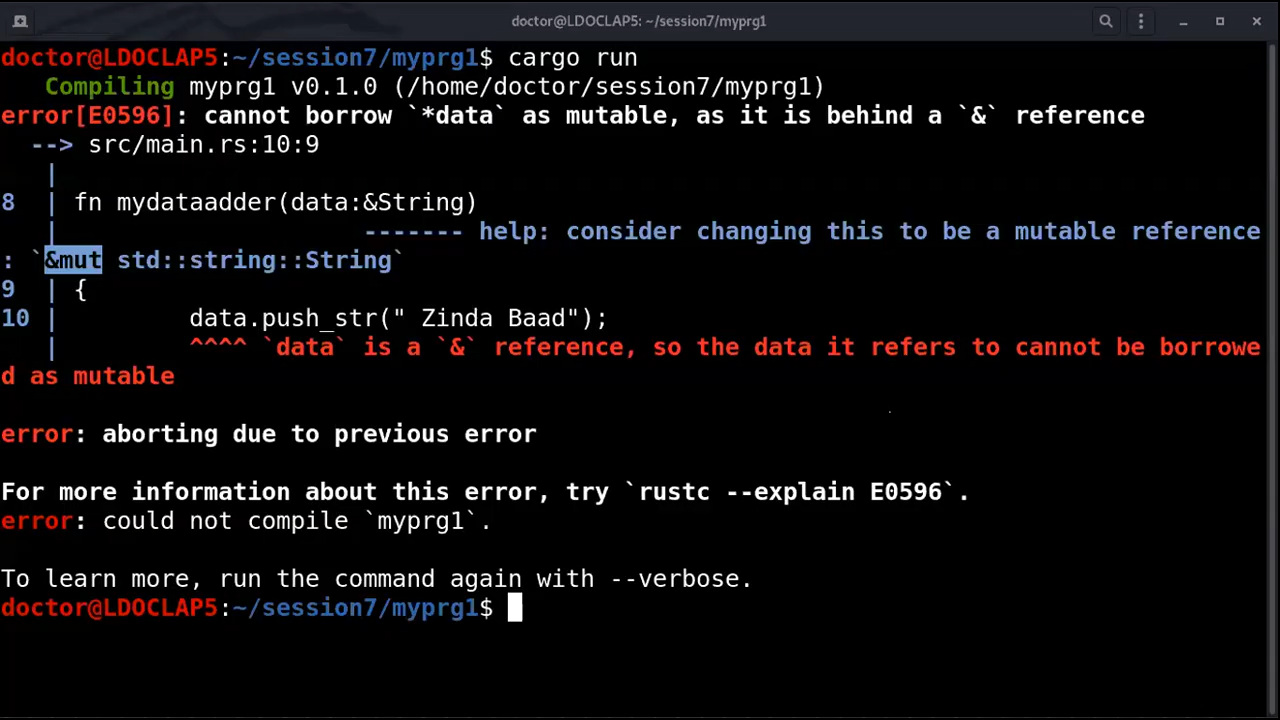 doctor@LDOCLAP5: ~/session7/myprg1
doctor@LDOCLAP5:~/session7/myprg1$ cargo run
   Compiling myprg1 v0.1.0 (/home/doctor/session7/myprg1)
error[E0596]: cannot borrow `*data` as mutable, as it is behind a `&` reference
  --> src/main.rs:10:9
   |
8  | fn mydataadder(data:&String)
   |                     ------- help: consider changing this to be a mutable reference
: `&mut std::string::String`
9  | {
10 |         data.push_str(" Zinda Baad");
   |         ^^^^ `data` is a `&` reference, so the data it refers to cannot be borrowe
d as mutable
error: aborting due to previous error
For more information about this error, try `rustc --explain E0596`.
error: could not compile `myprg1`.
To learn more, run the command again with --verbose.
doctor@LDOCLAP5:~/session7/myprg1$